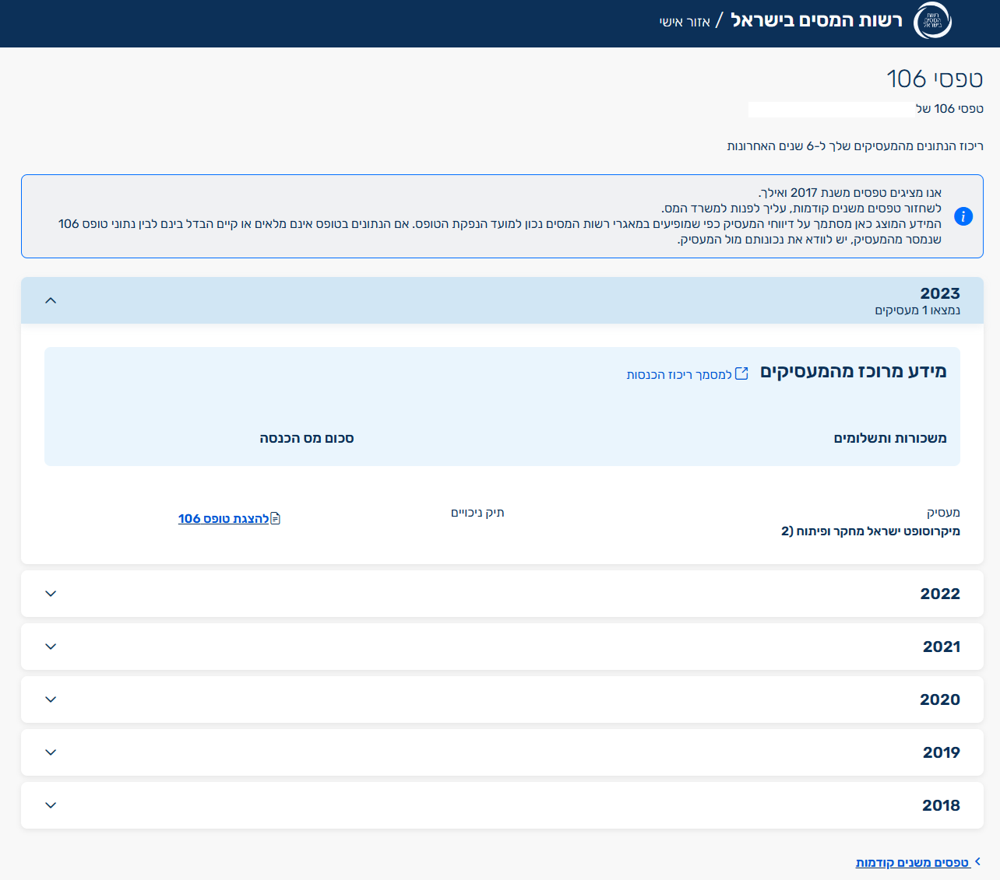 רשות המסים בישראל
רשות המסים בישראל / אזור אישי
טפסי 106
טפסי 106 של
ריכוז הנתונים מהמעסיקים שלך ל-6 שנים האחרונות
אנו מציגים טפסים משנת 2017 ואילך.
לשחזור טפסים משנים קודמות, עליך לפנות למשרד המס.
המידע המוצג כאן מסתמך על דיווחי המעסיק כפי שמופיעים במאגרי רשות המסים נכון למועד הנפקת הטופס. אם הנתונים בטופס אינם מלאים או קיים הבדל בינם לבין נתוני טופס 106
שנמסר מהמעסיק, יש לוודא את נכונותם מול המעסיק.
2023
נמצאו 1 מעסיקים
מידע מרוכז מהמעסיקים למסמך ריכוז הכנסות
משכורות ותשלומים סכום מס הכנסה
מעסיק תיק ניכויים
להצגת טופס 106
מיקרוסופט ישראל מחקר ופיתוח (2
2022
2021
2020
2019
2018
טפסים משנים קודמות